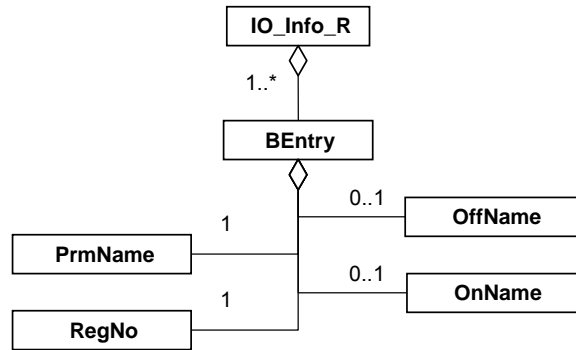 IO_Info_R
1..*
BEntry
0..1
OffName
1
PrmName
0..1
OnName
1
RegNo